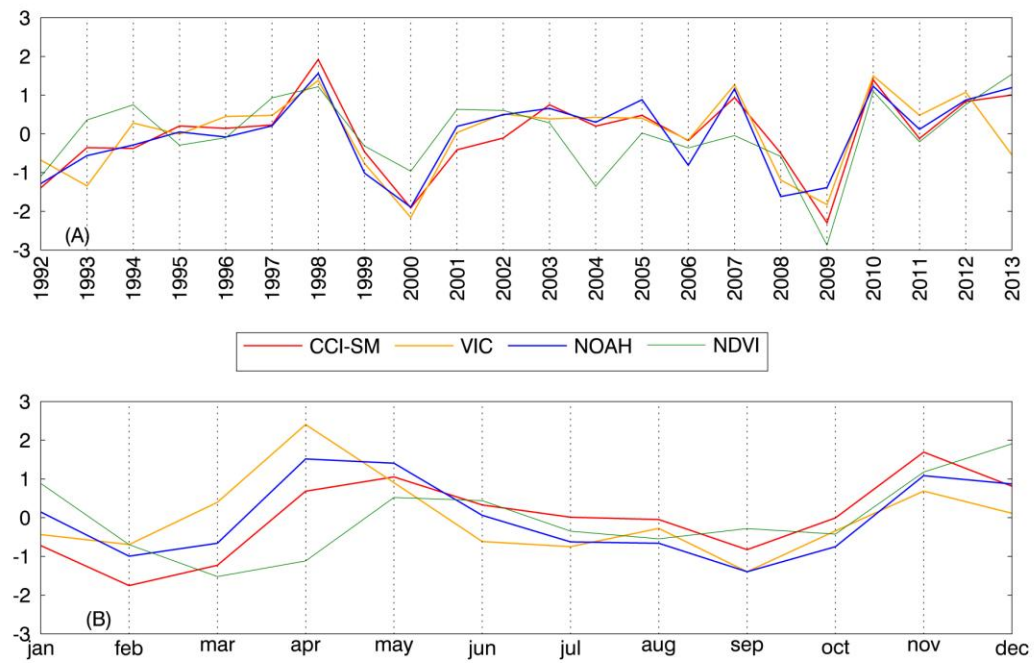 3
2
1
0
-1
-2
-3
(A)
1992 1993 1994 1995 1996 1997 1998 1999 2000 2001 2002 2003 2004 2005 2006 2007 2008 2009 2010 2011 2012 2013
CCI-SM VIC NOAH NDVI
3
2
1
0
-1
-2
-3
(B)
jan feb mar apr may jun jul aug sep oct nov dec